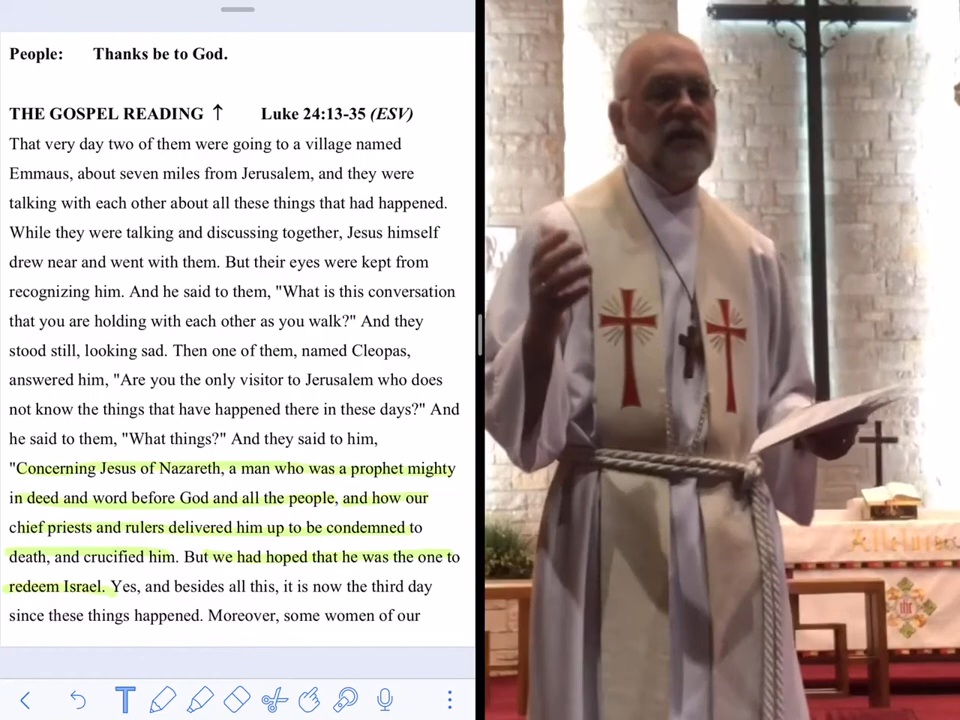 People: Thanks be to God.
THE GOSPEL READING ↑ Luke 24:13-35 (ESV)
That very day two of them were going to a village named
Emmaus, about seven miles from Jerusalem, and they were
talking with each other about all these things that had happened.
While they were talking and discussing together, Jesus himself
drew near and went with them. But their eyes were kept from
recognizing him. And he said to them, "What is this conversation
that you are holding with each other as you walk?" And they
stood still, looking sad. Then one of them, named Cleopas,
answered him, "Are you the only visitor to Jerusalem who does
not know the things that have happened there in these days?" And
he said to them, "What things?" And they said to him,
"Concerning Jesus of Nazareth, a man who was a prophet mighty
in deed and word before God and all the people, and how our
chief priests and rulers delivered him up to be condemned to
death, and crucified him. But we had hoped that he was the one to
redeem Israel. Yes, and besides all this, it is now the third day
since these things happened. Moreover, some women of our
T